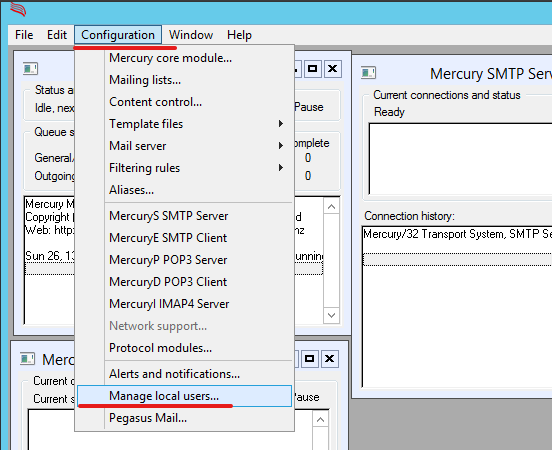 File Edit Configuration Window Help
Mercury core module...
Mailing lists...
Content control...
Template files
Mail server
Filtering rules
Aliases...
MercuryS SMTP Server
MercuryE SMTP Client
MercuryP POP3 Server
MercuryD POP3 Client
MercuryI IMAP4 Server
Network support...
Protocol modules...
Alerts and notifications...
Manage local users...
Pegasus Mail...
Status a
Idle, nex
Pause
Queue s
mplete
General/
0
Outgoing
0
Mercury M
Copyright
d
Web: http:
nz
Sun 26, 13
unning
Merc
Current c
Current s
ause
Mercury SMTP Serv
Current connections and status
Ready
Connection history:
Mercury/32 Transport System, SMTP Se